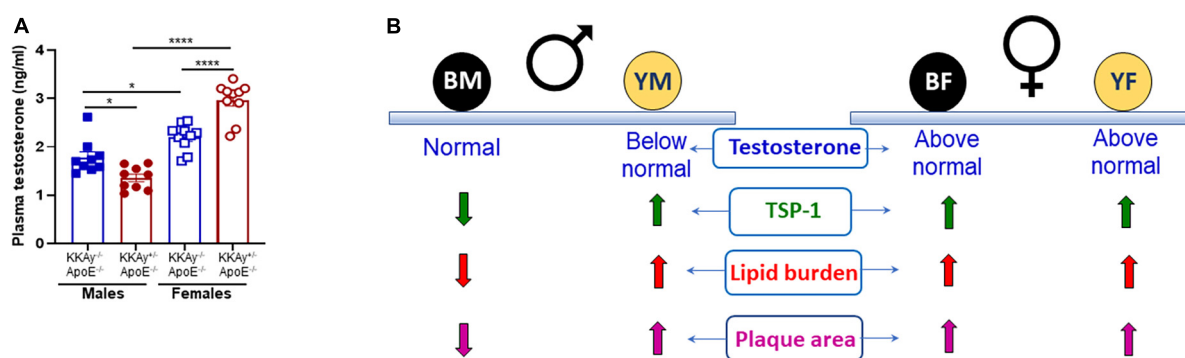 A
Plasma testosterone (ng/ml)
4
3
2
1
0
****
****
*
*
KKAy-/- KKAy+/- KKAy-/- KKAy+/-
ApoE-/- ApoE-/- ApoE-/- ApoE-/-
Males Females
B
BM YM BF YF
Normal Below normal Testosterone Above normal Above normal
TSP-1
Lipid burden
Plaque area